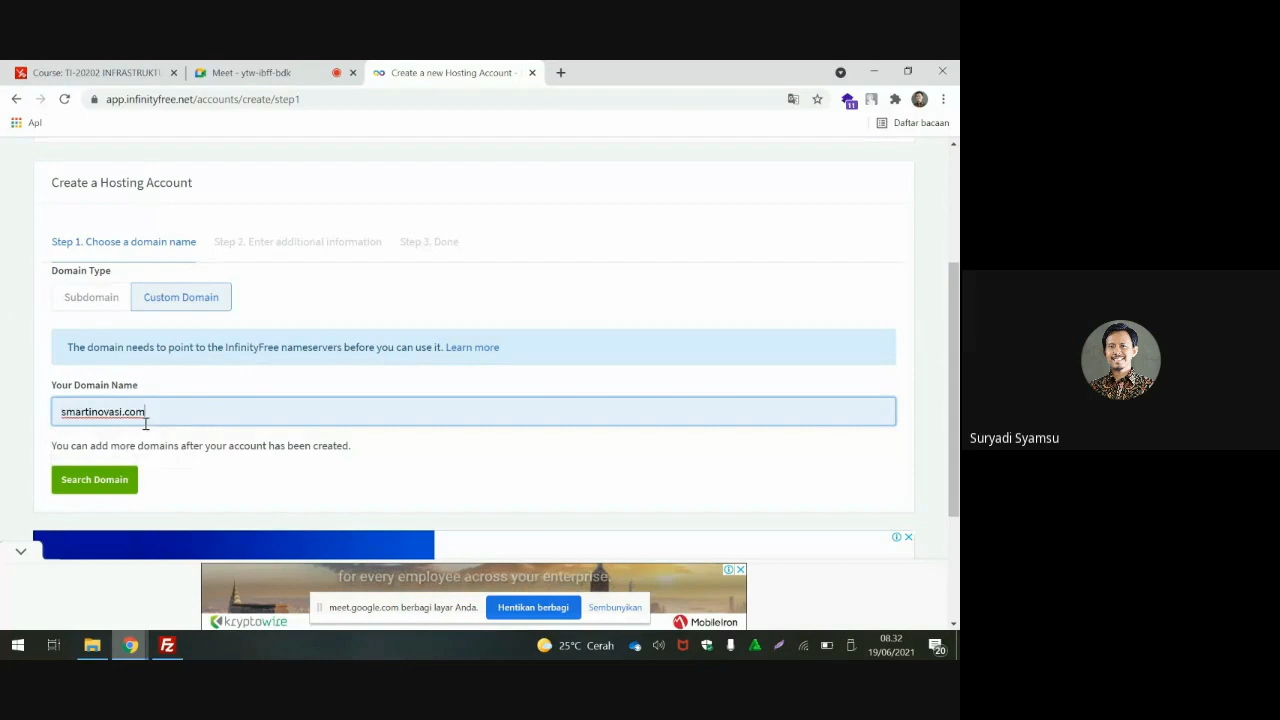 Course: TI-20202 INFRASTRUKT
Meet - ytw-ibff-bdk
Create a new Hosting Account -
app.infinityfree.net/accounts/create/step1
11
Apl
Daftar bacaan
Create a Hosting Account
Step 1. Choose a domain name
Step 2. Enter additional information
Step 3. Done
Domain Type
Subdomain
Custom Domain
The domain needs to point to the InfinityFree nameservers before you can use it. Learn more
Your Domain Name
smartinovasi.com
You can add more domains after your account has been created.
Search Domain
Suryadi Syamsu
for every employee across your enterprise.
meet.google.com berbagi layar Anda.
Hentikan berbagi
Sembunyikan
kryptowire
MobileIron
Fz
25°C Cerah
08.32
19/06/2021
20